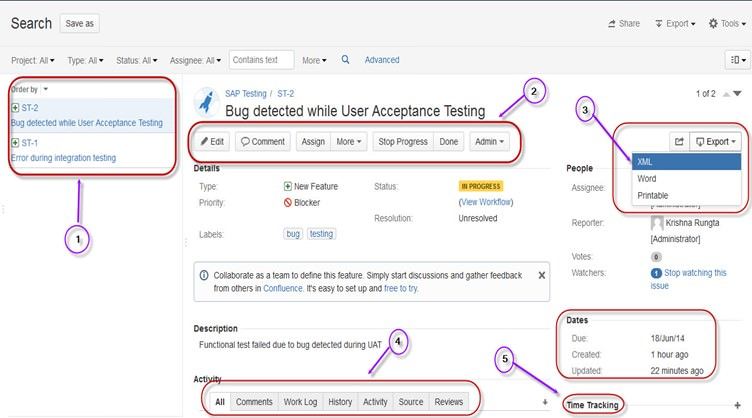 Search Save as Share Export Tools
Project: All Type: All Status: All Assignee: All Contains text More Advanced
Order by
ST-2
Bug detected while User Acceptance Testing
ST-1
Error during integration testing
1
SAP Testing / ST-2
1 of 2
Bug detected while User Acceptance Testing
2
3
Edit Comment Assign More Stop Progress Done Admin
Export
XML
Word
Printable
Details
Type: New Feature
Status: IN PROGRESS
Priority: Blocker
(View Workflow)
Resolution: Unresolved
Labels: bug testing
People
Assignee:
[Administrator]
Reporter: Krishna Rungta
[Administrator]
Votes: 0
Watchers: 1 Stop watching this
issue
Collaborate as a team to define this feature. Simply start discussions and gather feedback
from others in Confluence. It's easy to set up and free to try.
Description
Functional test failed due to bug detected during UAT
4
Activity
All Comments Work Log History Activity Source Reviews
Dates
Due: 18/Jun/14
Created: 1 hour ago
Updated: 22 minutes ago
5
Time Tracking